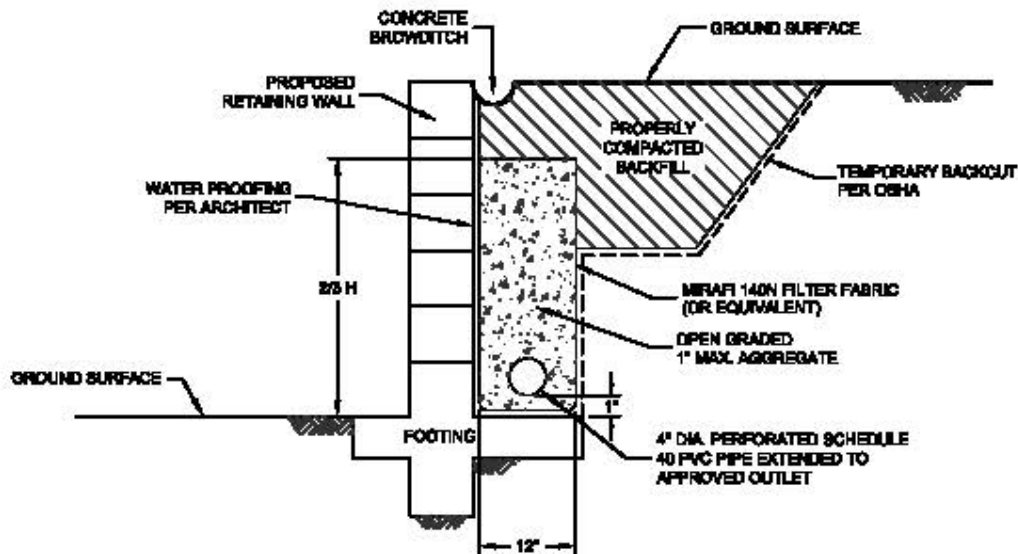 CONCRETE
BROWDITCH
GROUND SURFACE
PROPOSED
RETAINING WALL
PROPERLY
COMPACTED
BACKFILL
TEMPORARY BACKCUT
PER OSHA
WATER PROOFING
PER ARCHITECT
2/3 H
MIRAFI 140N FILTER FABRIC
(OR EQUIVALENT)
OPEN GRADED
1" MAX. AGGREGATE
GROUND SURFACE
1"
FOOTING
4" DIA. PERFORATED SCHEDULE
40 PVC PIPE EXTENDED TO
APPROVED OUTLET
12"